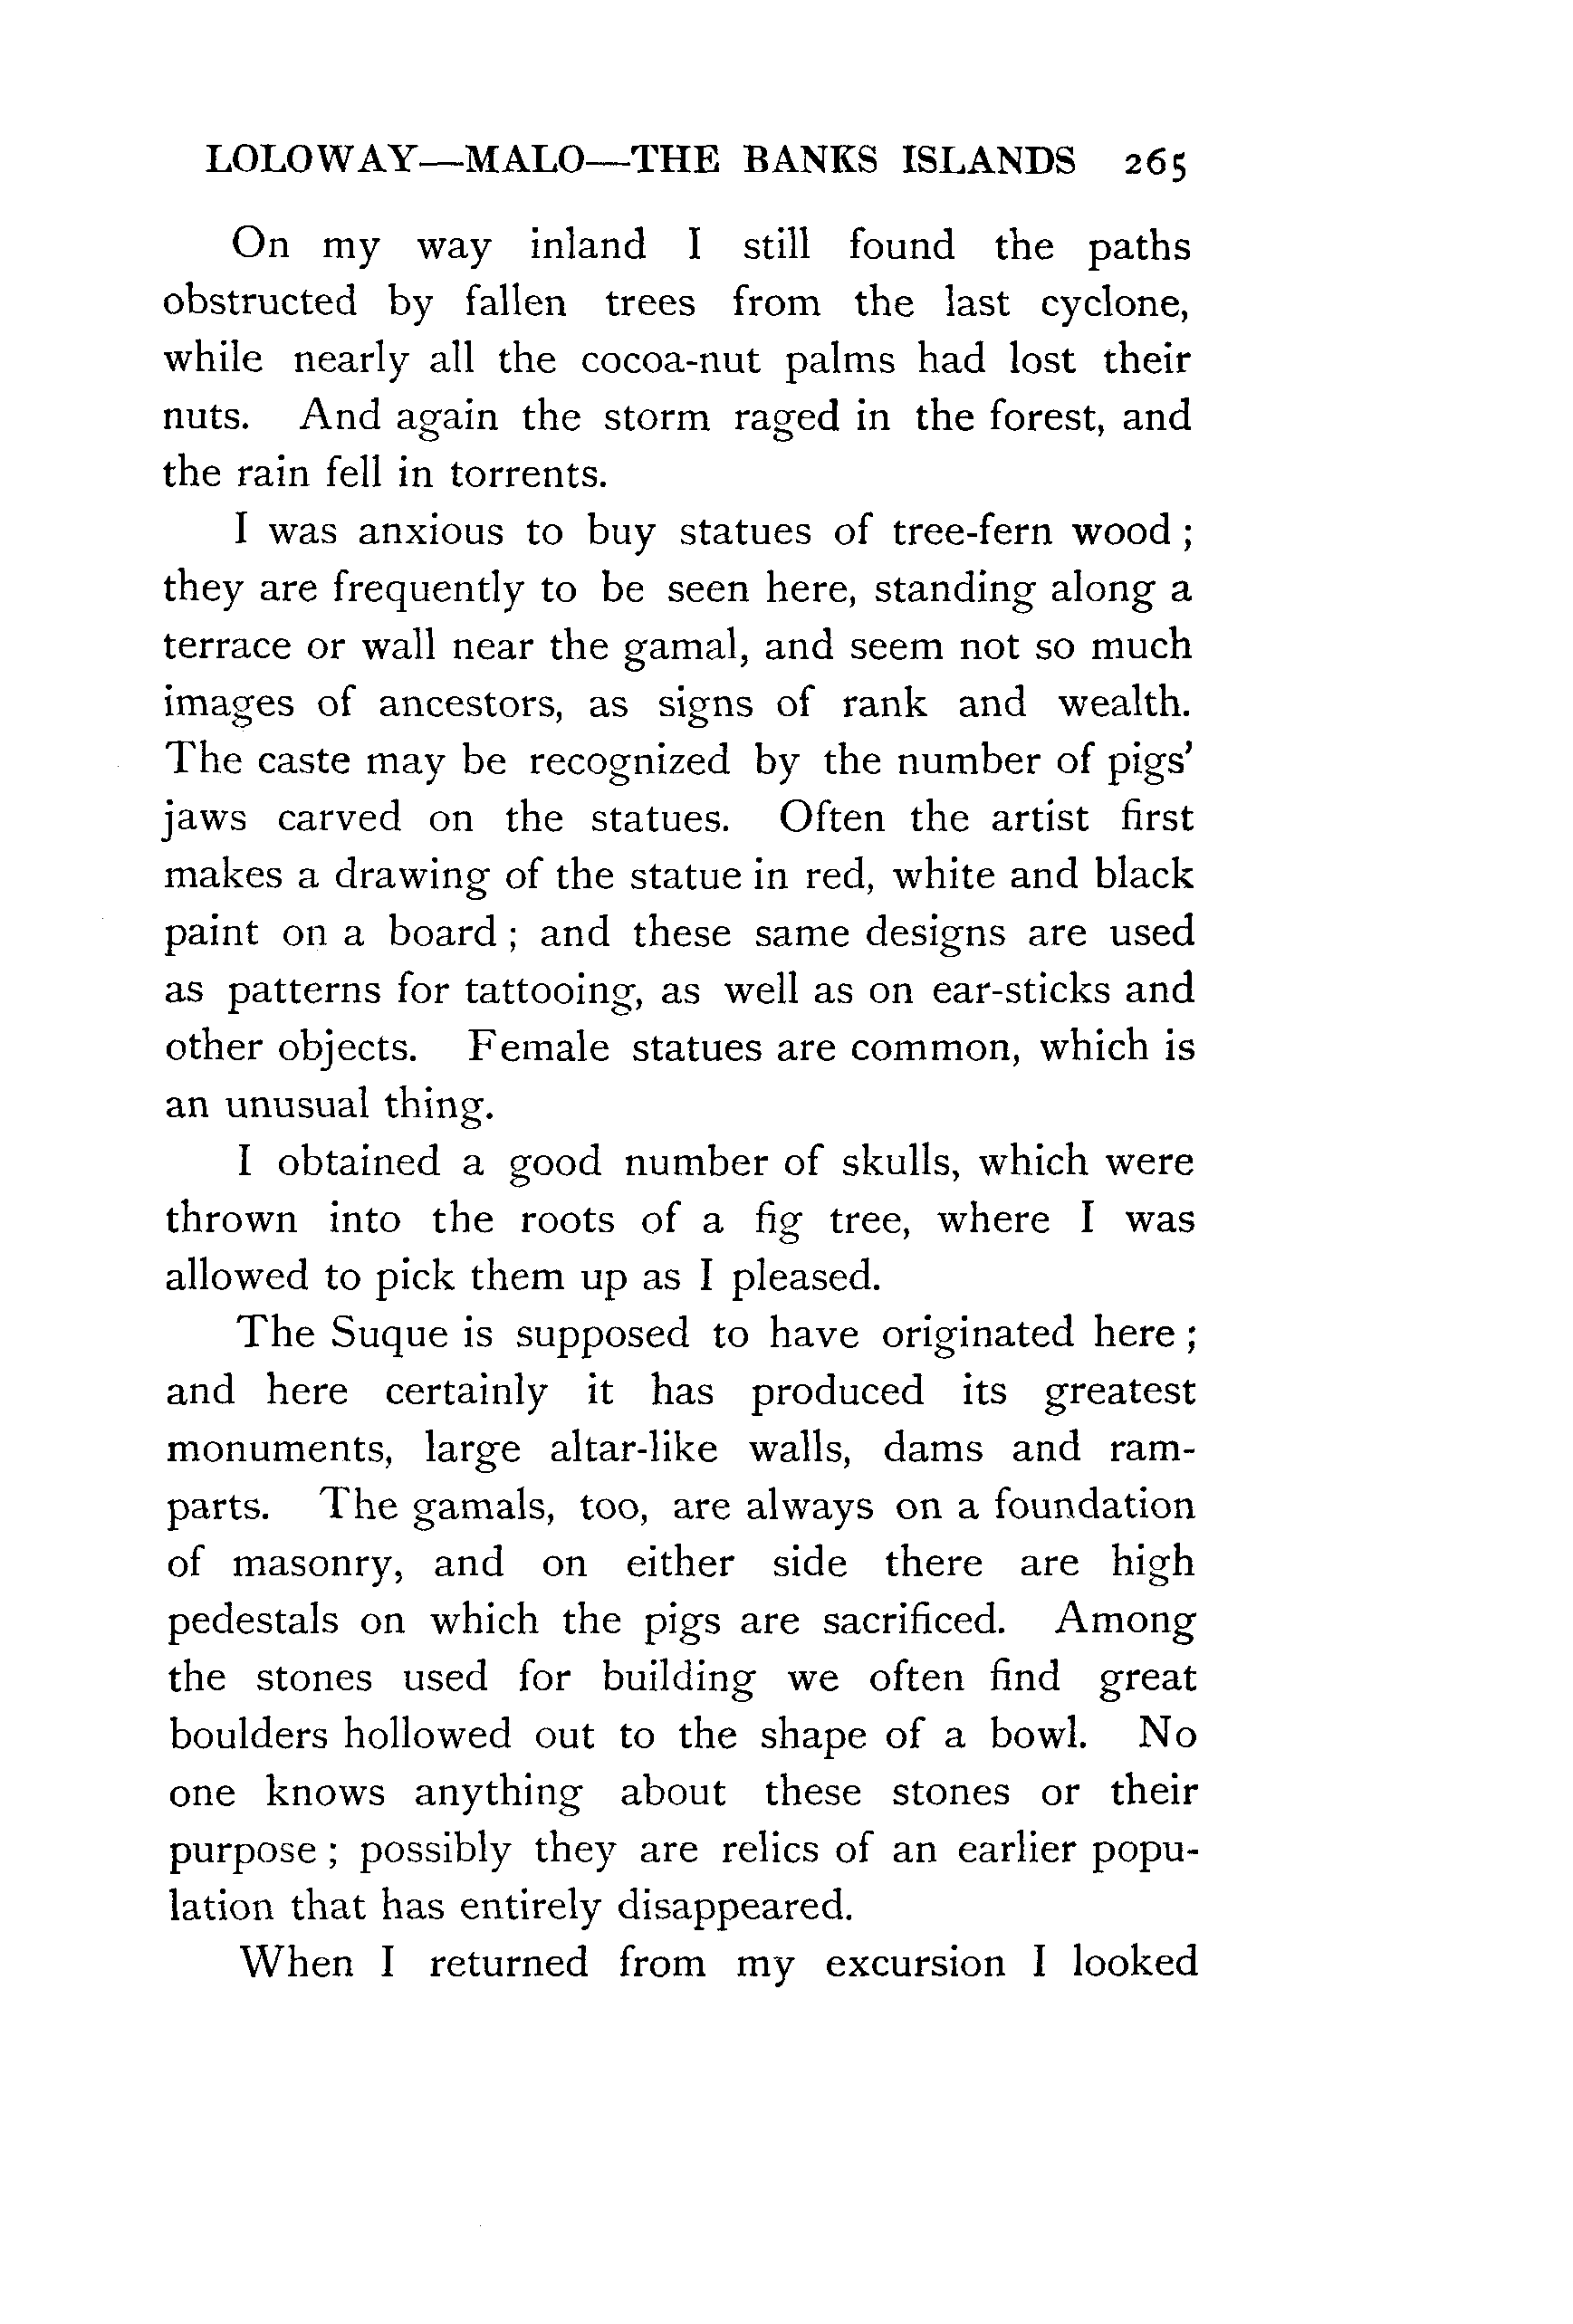 LOLOWAY—MALO—THE BANKS ISLANDS 265
On my way inland I still found the paths
obstructed by fallen trees from the last cyclone,
while nearly all the cocoa-nut palms had lost their
nuts. And again the storm raged in the forest, and
the rain fell in torrents.
I was anxious to buy statues of tree-fern wood ;
they are frequently to be seen here, standing along a
terrace or wall near the gamal, and seem not so much
images of ancestors, as signs of rank and wealth.
The caste may be recognized by the number of pigs'
jaws carved on the statues. Often the artist first
makes a drawing of the statue in red, white and black
paint on a board ; and these same designs are used
as patterns for tattooing, as well as on ear-sticks and
other objects. Female statues are common, which is
an unusual thing.
I obtained a good number of skulls, which were
thrown into the roots of a fig tree, where I was
allowed to pick them up as I pleased.
The Suque is supposed to have originated here ;
and here certainly it has produced its greatest
monuments, large altar-like walls, dams and ram-
parts. The gamals, too, are always on a foundation
of masonry, and on either side there are high
pedestals on which the pigs are sacrificed. Among
the stones used for building we often find great
boulders hollowed out to the shape of a bowl. No
one knows anything about these stones or their
purpose ; possibly they are relics of an earlier popu-
lation that has entirely disappeared.
When I returned from my excursion I looked